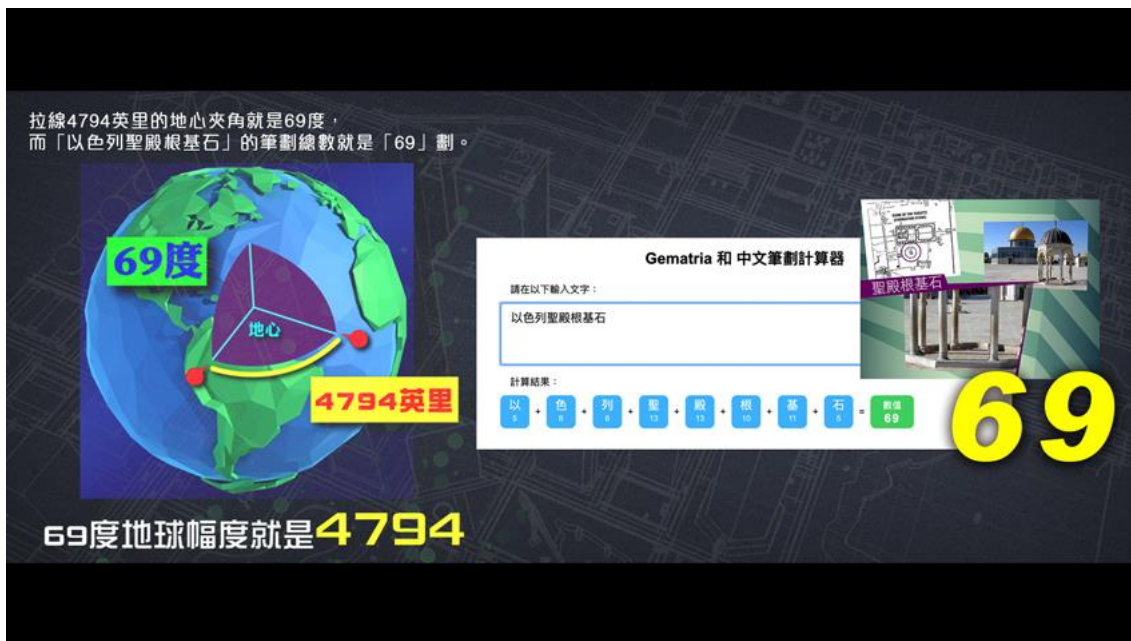 拉線4794英里的地心夾角就是69度，
而「以色列聖殿根基石」的筆劃總數就是「69」劃。
69度
地心
4794英里
69度地球幅度就是4794
Gematria 和 中文筆劃計算器
請在以下輸入文字：
以色列聖殿根基石
計算結果：
以 + 色 + 列 + 聖 + 殿 + 根 + 基 + 石 = 數值
5 6 6 13 13 10 11 5 69
聖殿根基石
69